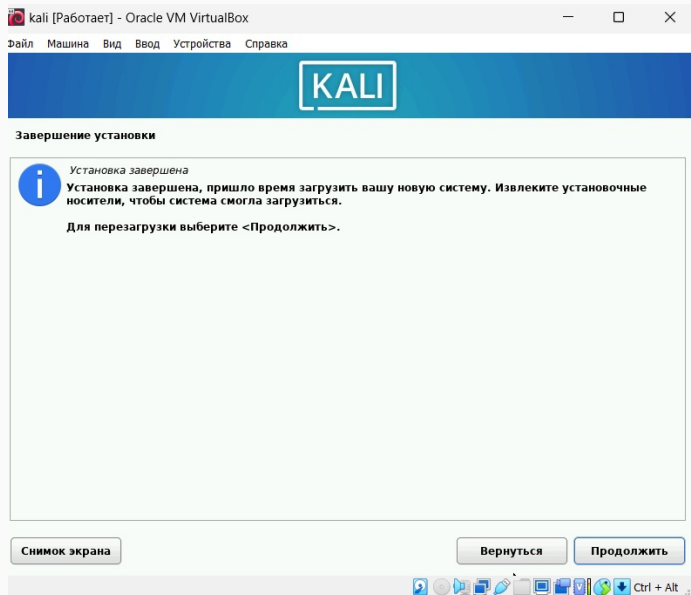 kali [Работает] - Oracle VM VirtualBox
Файл Машина Вид Ввод Устройства Справка
KALI
Завершение установки
Установка завершена
Установка завершена, пришло время загрузить вашу новую систему. Извлеките установочные
носители, чтобы система смогла загрузиться.
Для перезагрузки выберите <Продолжить>.
Снимок экрана Вернуться Продолжить
Ctrl + Alt